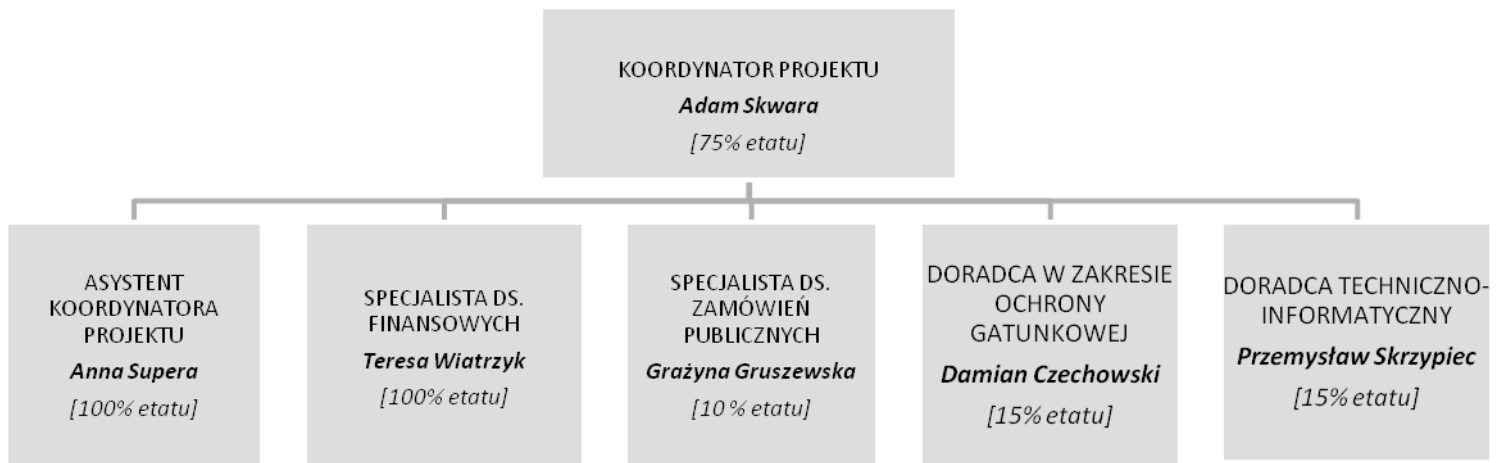 KOORDYNATOR PROJEKTU
Adam Skwara
[75% etatu]
ASYSTENT
KOORDYNATORA
PROJEKTU
Anna Supera
[100% etatu]
SPECJALISTA DS.
FINANSOWYCH
Teresa Wiatrzyk
[100% etatu]
SPECJALISTA DS.
ZAMÓWIEŃ
PUBLICZNYCH
Grażyna Gruszewska
[10 % etatu]
DORADCA W ZAKRESIE
OCHRONY
GATUNKOWEJ
Damian Czechowski
[15% etatu]
DORADCA TECHNICZNO-
INFORMATYCZNY
Przemysław Skrzypiec
[15% etatu]